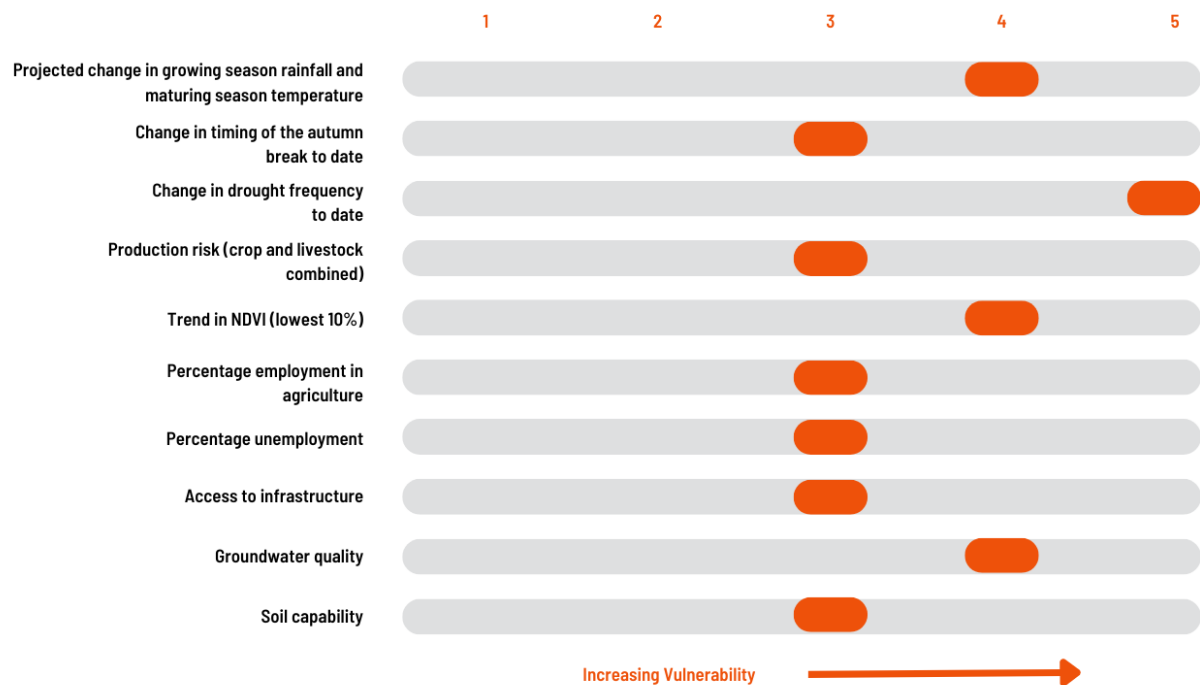 1 2 3 4 5
Projected change in growing season rainfall and
maturing season temperature
Change in timing of the autumn
break to date
Change in drought frequency
to date
Production risk (crop and livestock
combined)
Trend in NDVI (lowest 10%)
Percentage employment in
agriculture
Percentage unemployment
Access to infrastructure
Groundwater quality
Soil capability
Increasing Vulnerability